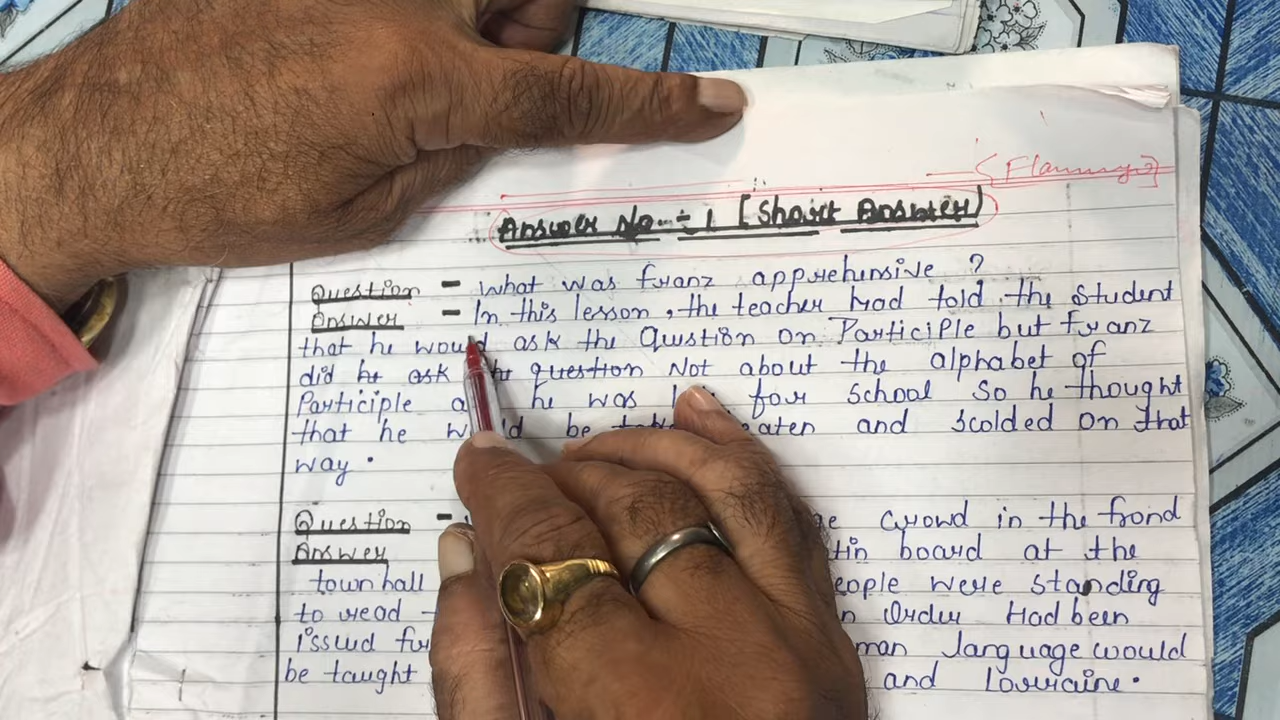 {Flammingo}
Answer No. ÷ 1 [Short Answer)
Question - What was franz apprehensive ?
Answer - In this lesson, the teacher had told the student
that he would ask the Qustion on Participle but franz
did he ask question Not about the alphabet of
Participle he was for school So he thought
that he be eaten and scolded on that
way.
Question - crowd in the frond
Answer tin board at the
town hall were standing
to read Order Had been
issued language would
be taught and Lorraine.